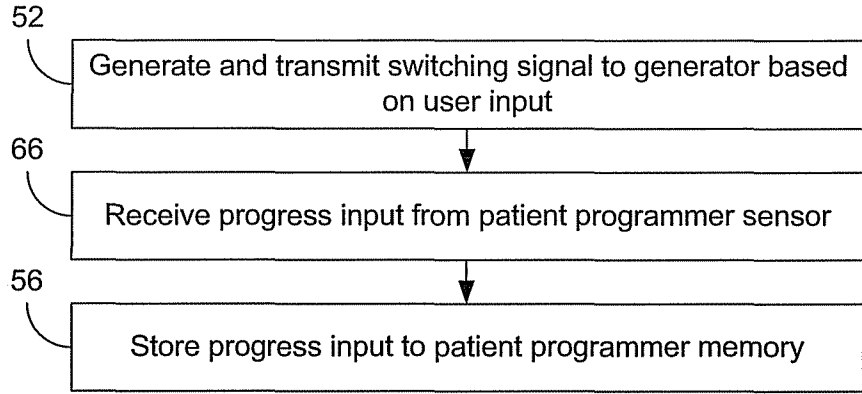 52
Generate and transmit switching signal to generator based
on user input
66
Receive progress input from patient programmer sensor
56
Store progress input to patient programmer memory